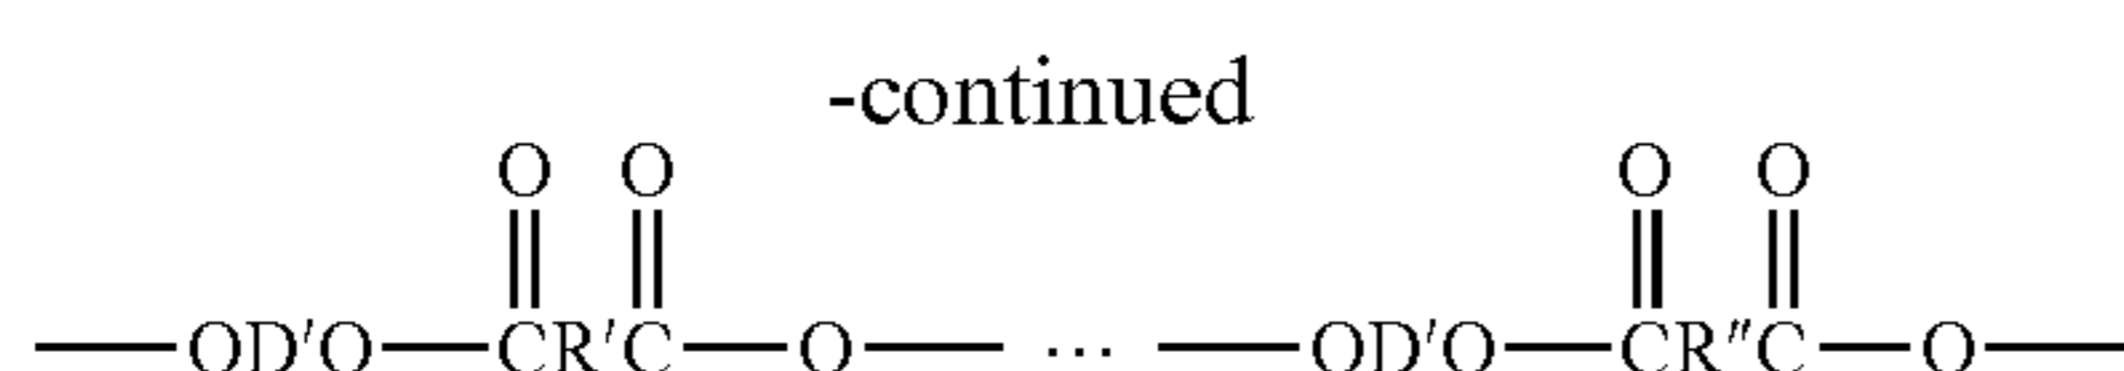 -continued
O O O O
—OD′O—CR′C—O— ··· —OD′O—CR″C—O—